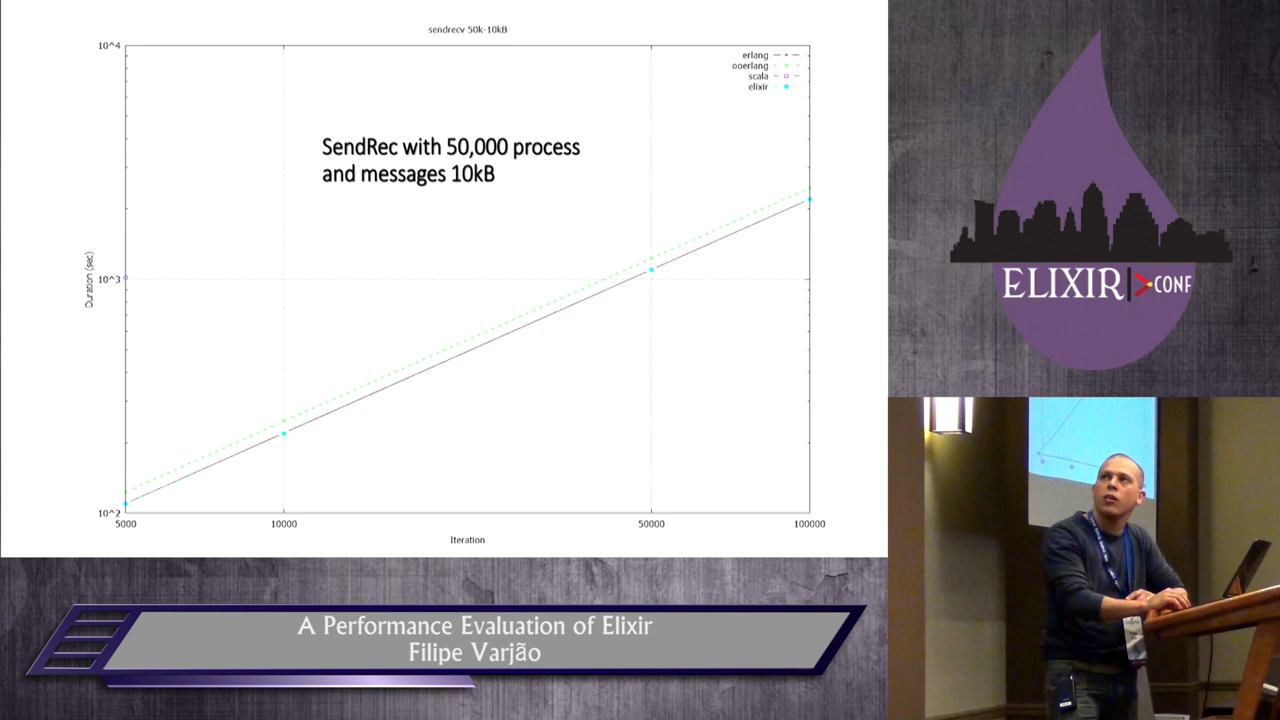 sendrecv 50k-10kB
10^4
erlang
ooerlang
scala
elixir
SendRec with 50,000 process
and messages 10kB
Duration (sec)
10^3
10^2
5000
10000
50000
100000
Iteration
ELIXIR
CONF
A Performance Evaluation of Elixir
Filipe Varjão